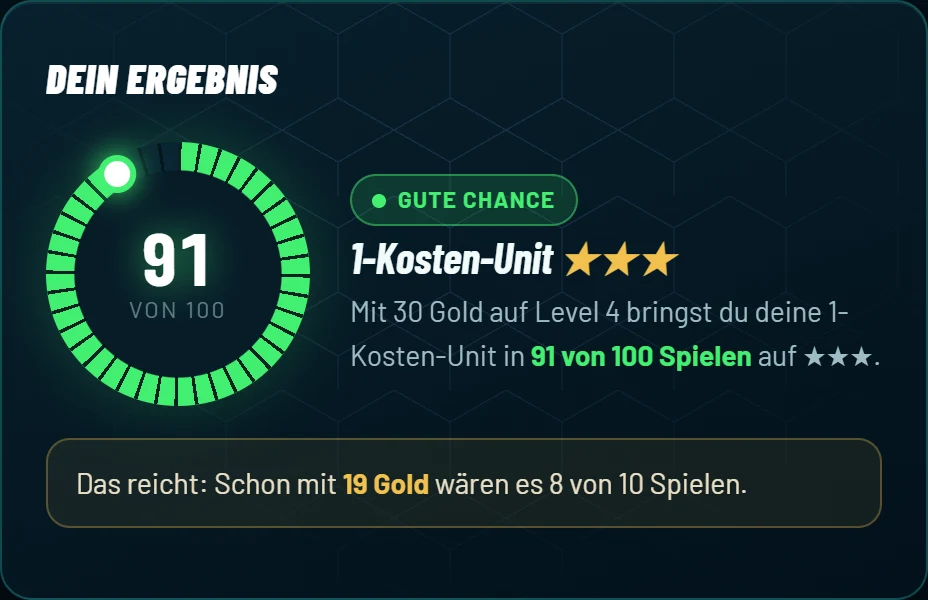 DEIN ERGEBNIS
91
VON 100
GUTE CHANCE
1-Kosten-Unit ★★★
Mit 30 Gold auf Level 4 bringst du deine 1-
Kosten-Unit in 91 von 100 Spielen auf ★★★.
Das reicht: Schon mit 19 Gold wären es 8 von 10 Spielen.